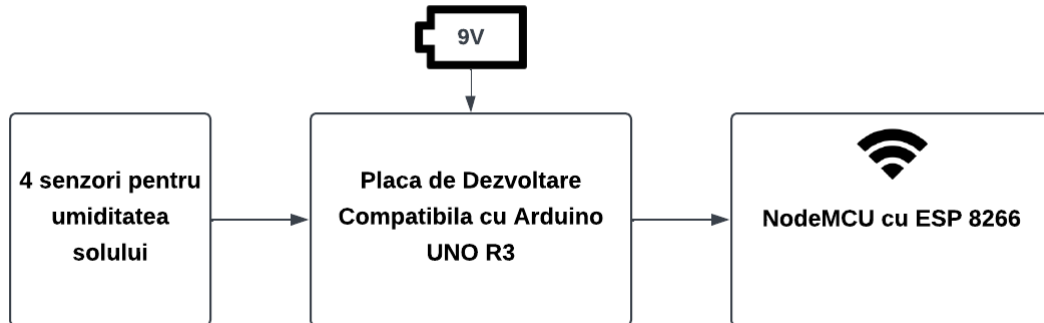 9V
4 senzori pentru
umiditatea
solului
Placa de Dezvoltare
Compatibila cu Arduino
UNO R3
NodeMCU cu ESP 8266